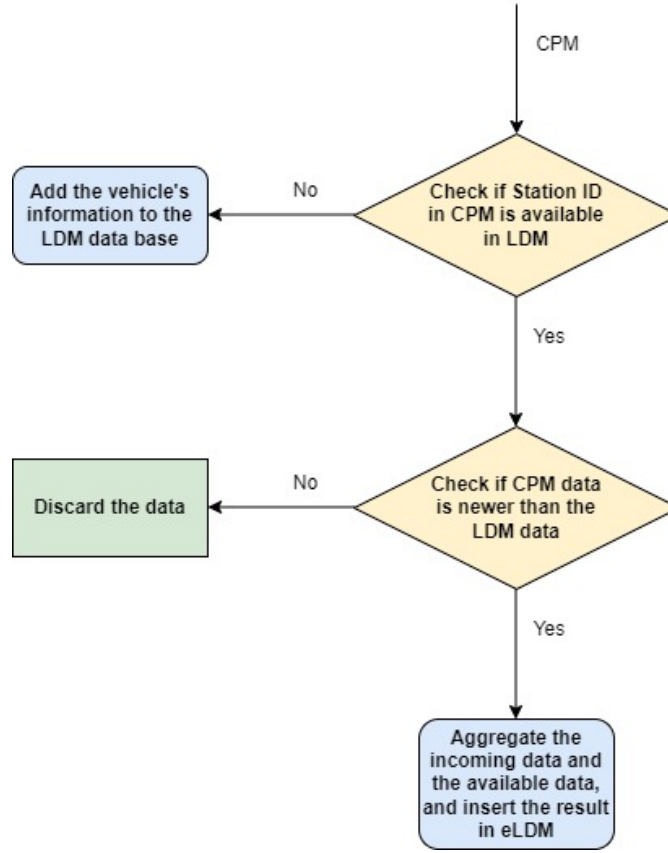 CPM
Check if Station ID
in CPM is available
in LDM
No
Add the vehicle's
information to the
LDM data base
Yes
Check if CPM data
is newer than the
LDM data
No
Discard the data
Yes
Aggregate the
incoming data and
the available data,
and insert the result
in eLDM